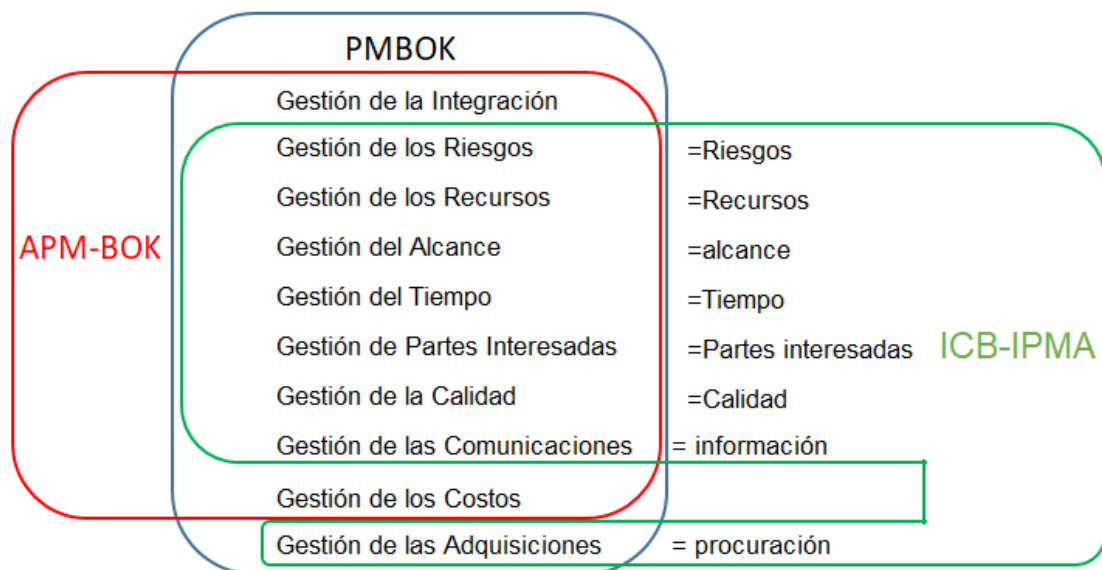 PMBOK
Gestión de la Integración
Gestión de los Riesgos =Riesgos
Gestión de los Recursos =Recursos
APM-BOK
Gestión del Alcance =alcance
Gestión del Tiempo =Tiempo
Gestión de Partes Interesadas =Partes interesadas
ICB-IPMA
Gestión de la Calidad =Calidad
Gestión de las Comunicaciones = información
Gestión de los Costos
Gestión de las Adquisiciones = procuración